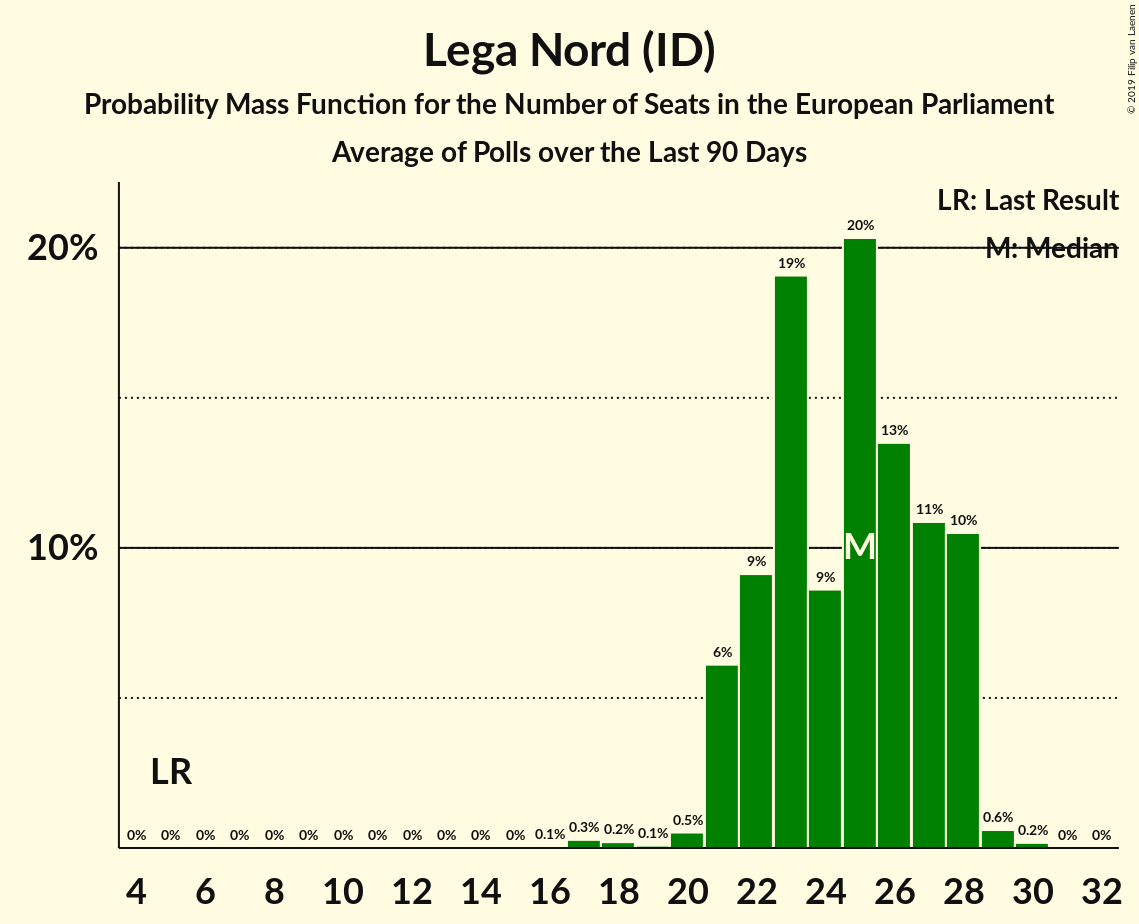 Lega Nord (ID)
Probability Mass Function for the Number of Seats in the European Parliament
Average of Polls over the Last 90 Days
© 2019 Filip van Laenen
LR: Last Result
M: Median
20%
10%
0% 0% 0% 0% 0% 0% 0% 0% 0% 0% 0% 0% 0.1% 0.3% 0.2% 0.1% 0.5% 6% 9% 19% 9% 20% 13% 11% 10% 0.6% 0.2% 0% 0%
LR
M
4 6 8 10 12 14 16 18 20 22 24 26 28 30 32